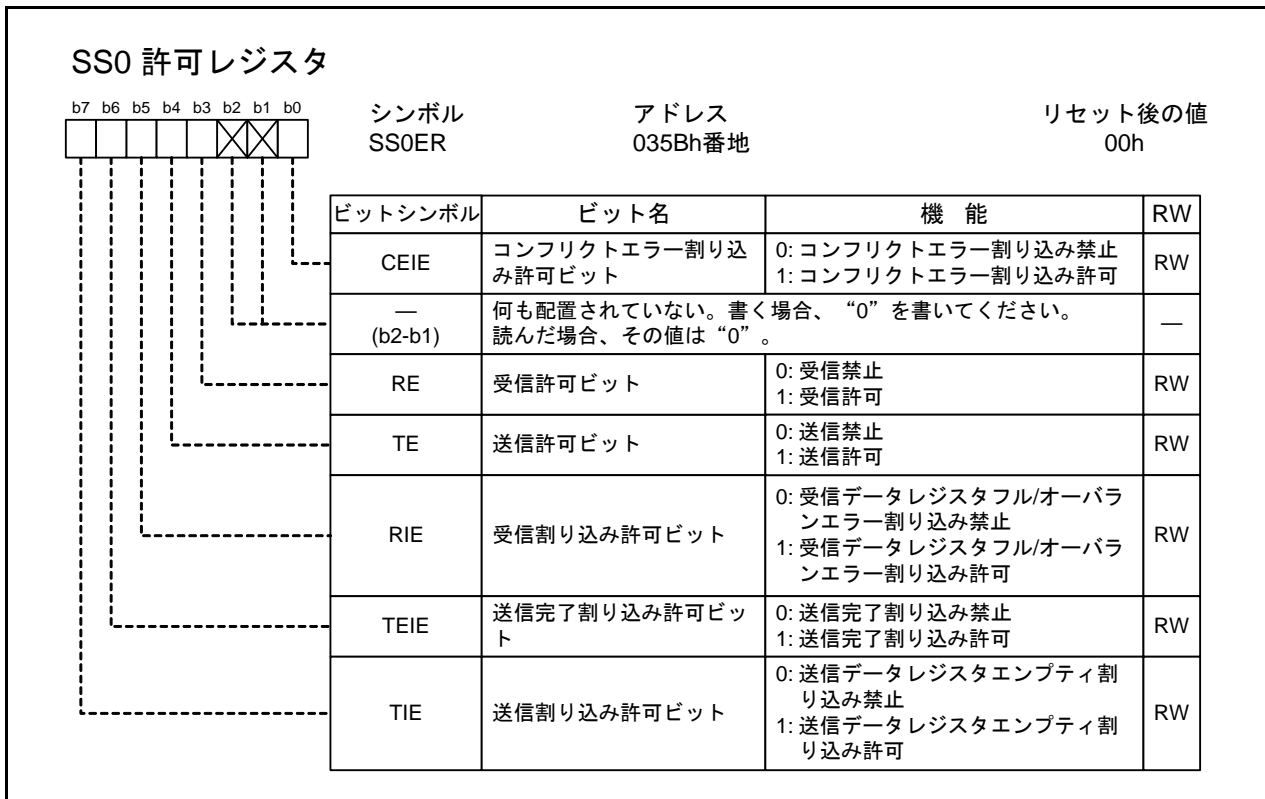 SS0 許可レジスタ
b7 b6 b5 b4 b3 b2 b1 b0
シンボル アドレス リセット後の値
SS0ER 035Bh番地 00h
ビットシンボル ビット名 機 能 RW
CEIE コンフリクトエラー割り込 0: コンフリクトエラー割り込み禁止 RW
み許可ビット 1: コンフリクトエラー割り込み許可
— 何も配置されていない。書く場合、“0”を書いてください。 —
(b2-b1) 読んだ場合、その値は“0”。
RE 受信許可ビット 0: 受信禁止 RW
1: 受信許可
TE 送信許可ビット 0: 送信禁止 RW
1: 送信許可
RIE 受信割り込み許可ビット 0: 受信データレジスタフル/オーバラ RW
ンエラー割り込み禁止
1: 受信データレジスタフル/オーバラ
ンエラー割り込み許可
TEIE 送信完了割り込み許可ビッ 0: 送信完了割り込み禁止 RW
ト 1: 送信完了割り込み許可
TIE 送信割り込み許可ビット 0: 送信データレジスタエンプティ割 RW
り込み禁止
1: 送信データレジスタエンプティ割
り込み許可